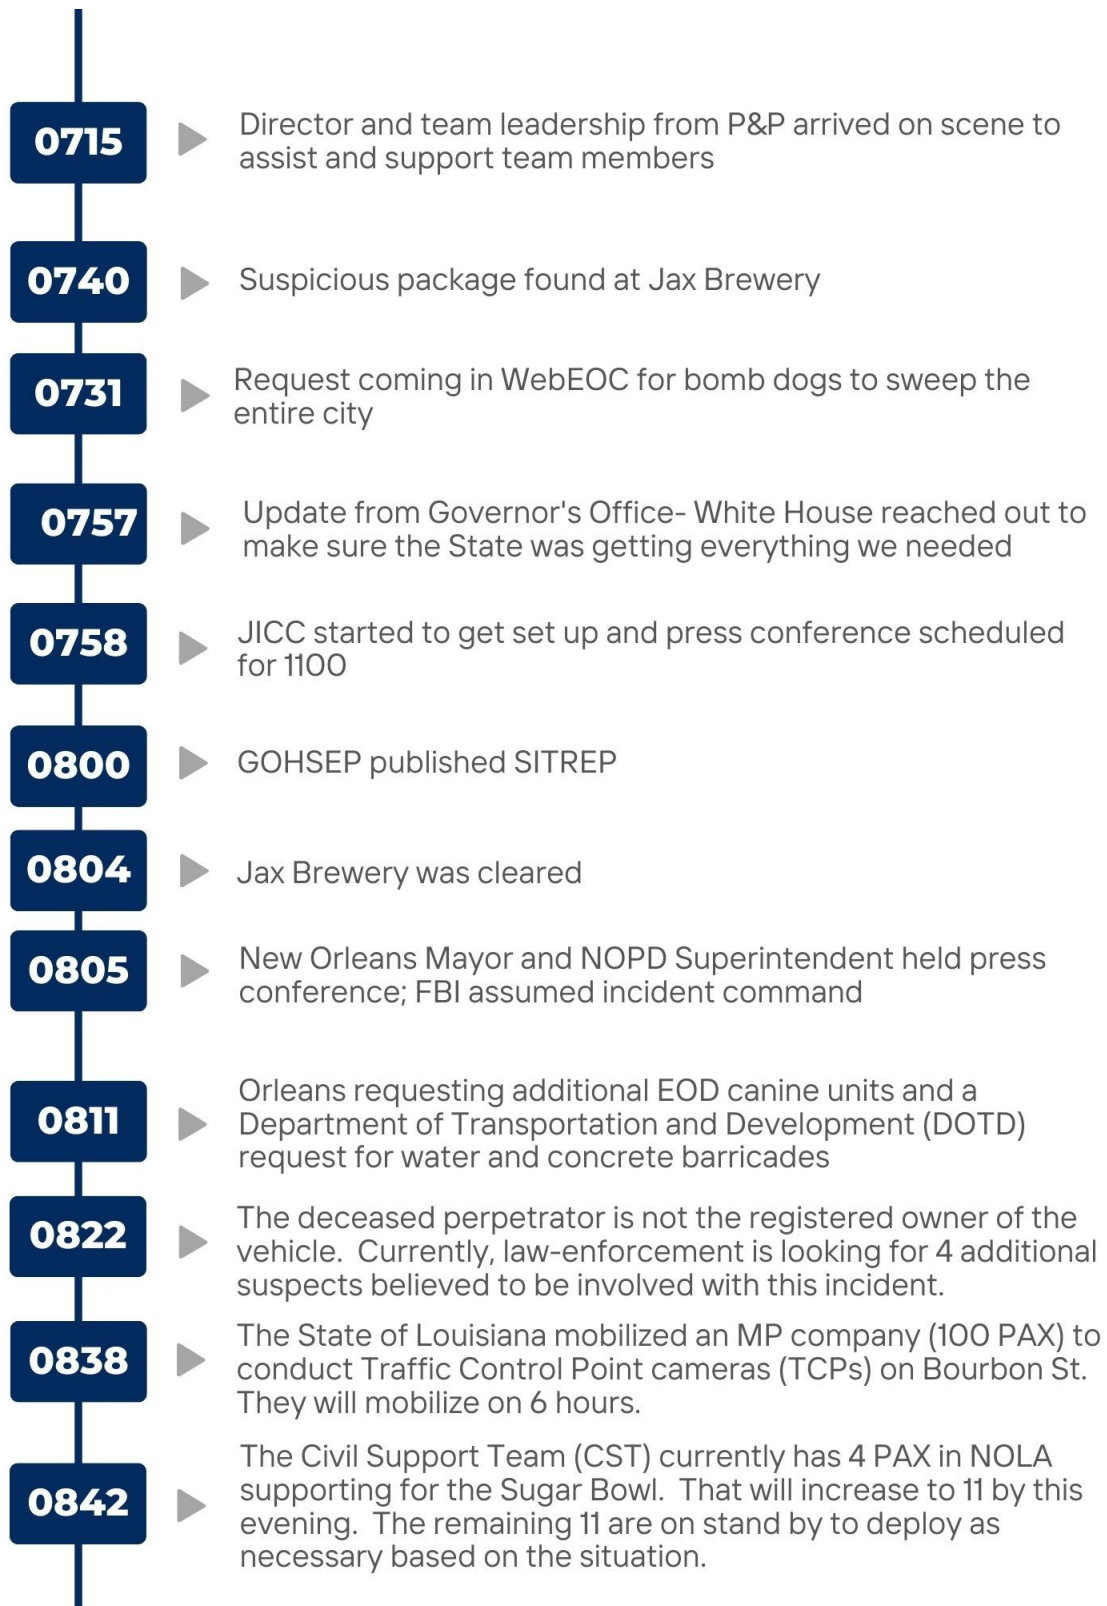 0715
Director and team leadership from P&P arrived on scene to
assist and support team members
0740
Suspicious package found at Jax Brewery
0731
Request coming in WebEOC for bomb dogs to sweep the
entire city
0757
Update from Governor's Office- White House reached out to
make sure the State was getting everything we needed
0758
JICC started to get set up and press conference scheduled
for 1100
0800
GOHSEP published SITREP
0804
Jax Brewery was cleared
0805
New Orleans Mayor and NOPD Superintendent held press
conference; FBI assumed incident command
0811
Orleans requesting additional EOD canine units and a
Department of Transportation and Development (DOTD)
request for water and concrete barricades
0822
The deceased perpetrator is not the registered owner of the
vehicle.  Currently, law-enforcement is looking for 4 additional
suspects believed to be involved with this incident.
0838
The State of Louisiana mobilized an MP company (100 PAX) to
conduct Traffic Control Point cameras (TCPs) on Bourbon St.
They will mobilize on 6 hours.
0842
The Civil Support Team (CST) currently has 4 PAX in NOLA
supporting for the Sugar Bowl.  That will increase to 11 by this
evening.  The remaining 11 are on stand by to deploy as
necessary based on the situation.